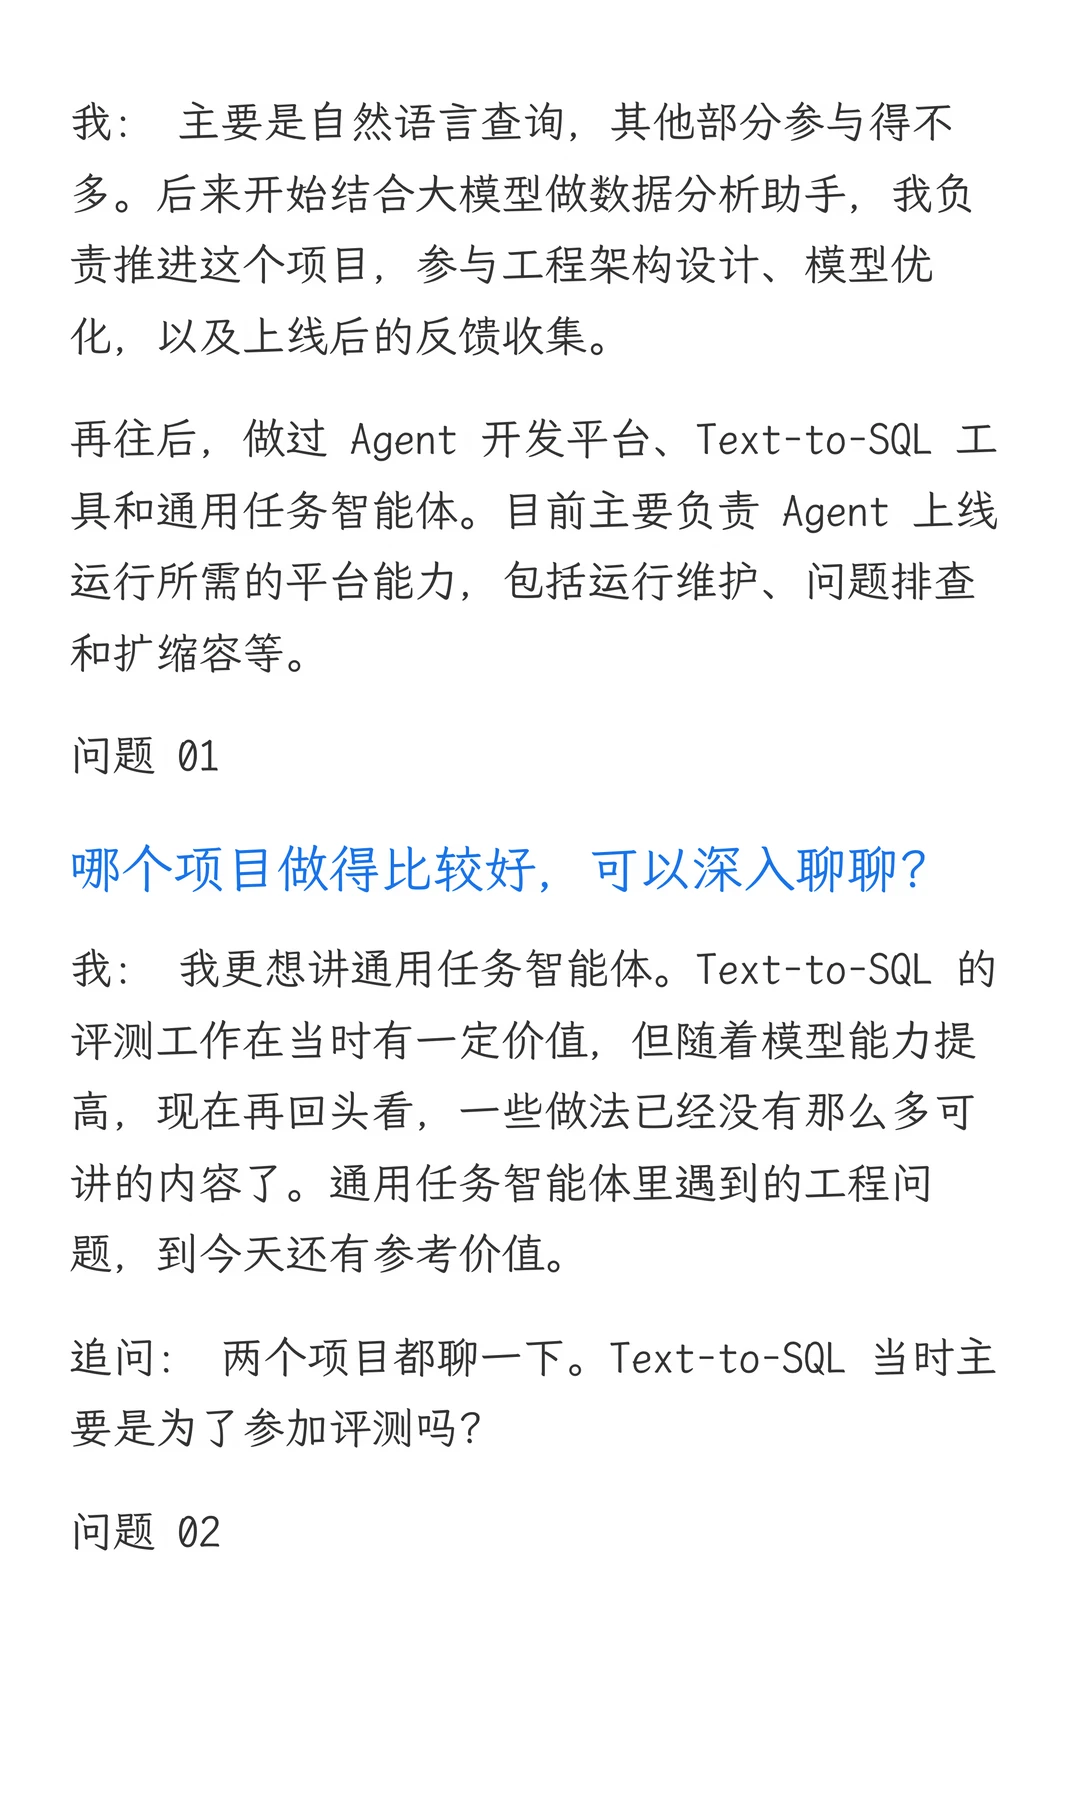 我： 主要是自然语言查询，其他部分参与得不
多。后来开始结合大模型做数据分析助手，我负
责推进这个项目，参与工程架构设计、模型优
化，以及上线后的反馈收集。
再往后，做过 Agent 开发平台、Text-to-SQL 工
具和通用任务智能体。目前主要负责 Agent 上线
运行所需的平台能力，包括运行维护、问题排查
和扩缩容等。
问题 01
哪个项目做得比较好，可以深入聊聊？
我： 我更想讲通用任务智能体。Text-to-SQL 的
评测工作在当时有一定价值，但随着模型能力提
高，现在再回头看，一些做法已经没有那么多可
讲的内容了。通用任务智能体里遇到的工程问
题，到今天还有参考价值。
追问： 两个项目都聊一下。Text-to-SQL 当时主
要是为了参加评测吗？
问题 02